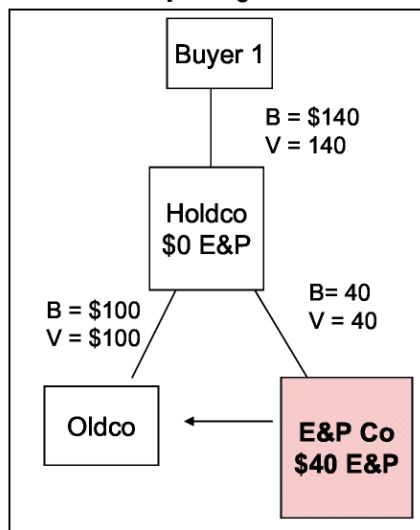 Buyer 1
B = $140
V = 140
Holdco
$0 E&P
B = $100
V = $100
B= 40
V = 40
Oldco
E&P Co
$40 E&P